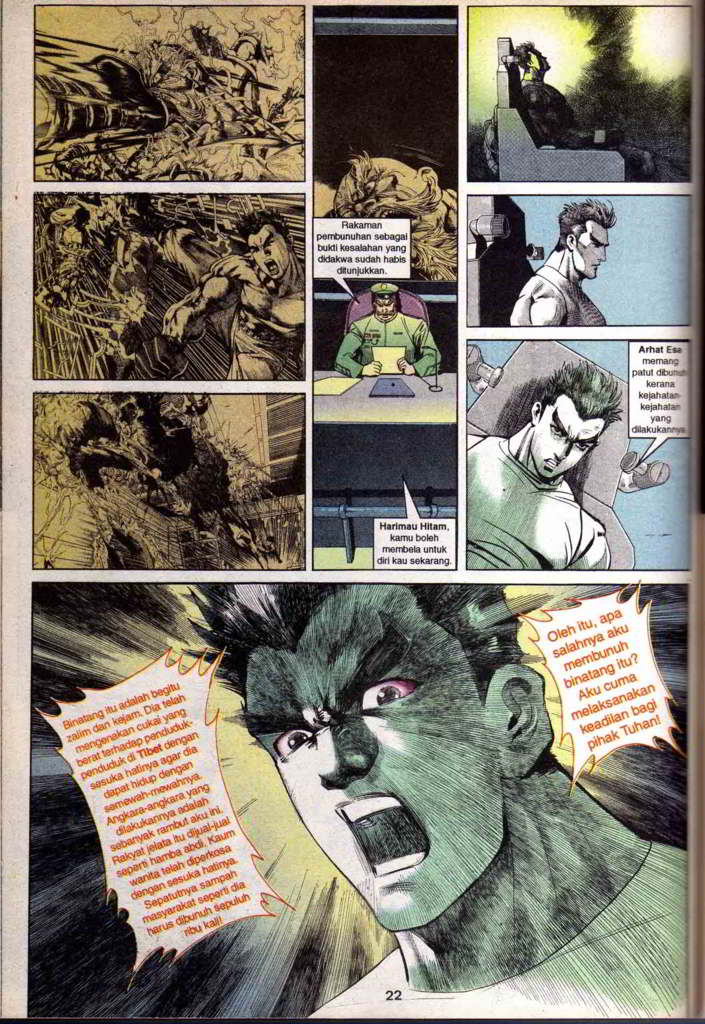 Rakaman
pembunuhan sebagai
bukti kesalahan yang
didakwa sudah habis
ditunjukkan.
Harimau Hitam,
kamu boleh
membela untuk
diri kau sekarang.
Arhat Esa
memang
patut dibunuh
kerana
kejahatan-
kejahatan
yang
dilakukannya.
Binatang itu adalah begitu
zalim dan kejam. Dia telah
mengenakan cukai yang
berat terhadap penduduk-
penduduk di Tibet dengan
sesuka hatinya agar dia
dapat hidup dengan
semewah-mewahnya.
Angkara-angkara yang
dilakukannya adalah
sebanyak rambut aku ini.
Rakyat jelata itu dijual-jual
seperti hamba abdi. Kaum
wanita telah diperkosa
dengan sesuka hatinya.
Sepatutnya sampah
masyarakat seperti dia
harus dibunuh sepuluh
ribu kali!
Oleh itu, apa
salahnya aku
membunuh
binatang itu?
Aku cuma
melaksanakan
keadilan bagi
pihak Tuhan!
22